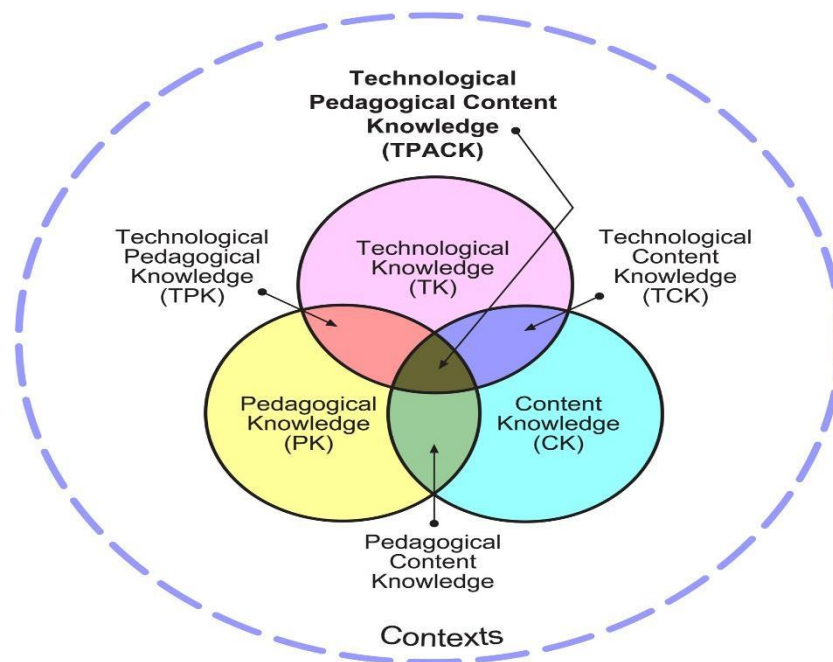 Technological
Pedagogical Content
Knowledge
(TPACK)
Technological
Pedagogical
Knowledge
(TPK)
Technological
Knowledge
(TK)
Technological
Content
Knowledge
(TCK)
Pedagogical
Knowledge
(PK)
Content
Knowledge
(CK)
Pedagogical
Content
Knowledge
Contexts